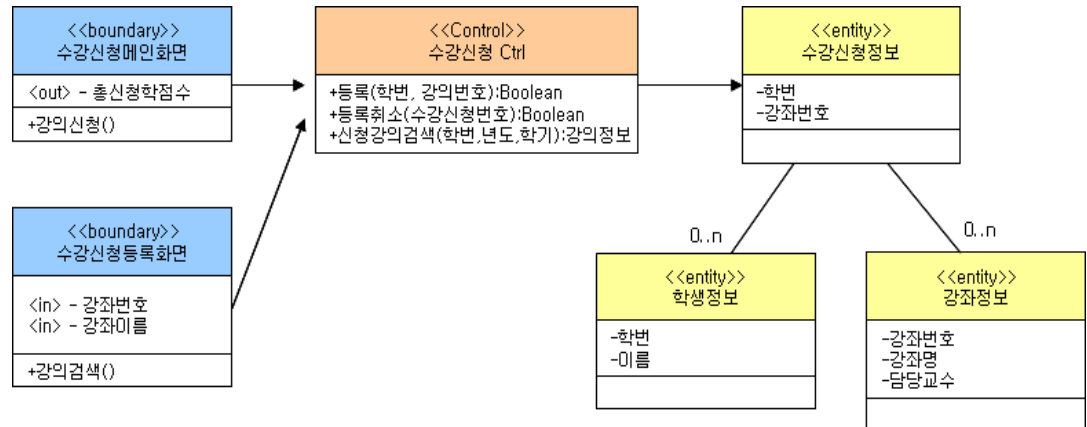 <<boundary>>
수강신청메인화면
<out> - 총신청학점수
+강의신청()
<<Control>>
수강신청 Ctrl
+등록(학번, 강의번호):Boolean
+등록취소(수강신청번호):Boolean
+신청강의검색(학번,년도,학기):강의정보
<<entity>>
수강신청정보
-학번
-강좌번호
<<boundary>>
수강신청등록화면
<in> - 강좌번호
<in> - 강좌이름
+강의검색()
0..n
0..n
<<entity>>
학생정보
-학번
-이름
<<entity>>
강좌정보
-강좌번호
-강좌명
-담당교수